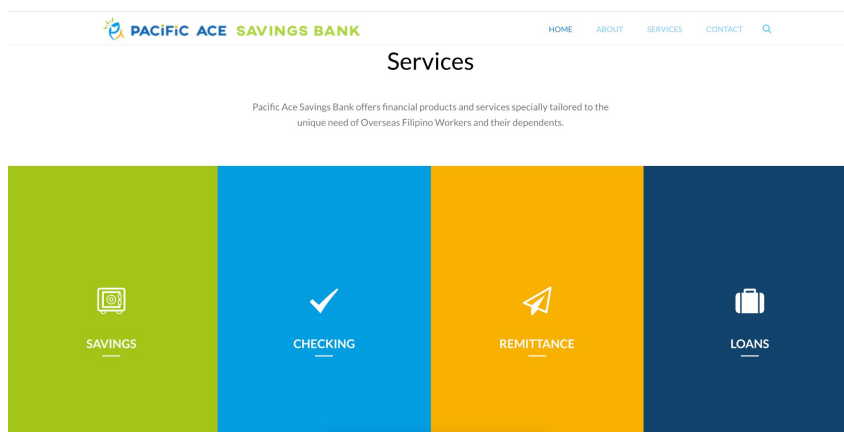 PACiFiC ACE SAVINGS BANK
HOME ABOUT SERVICES CONTACT
Services
Pacific Ace Savings Bank offers financial products and services specially tailored to the
unique need of Overseas Filipino Workers and their dependents.
SAVINGS
CHECKING
REMITTANCE
LOANS